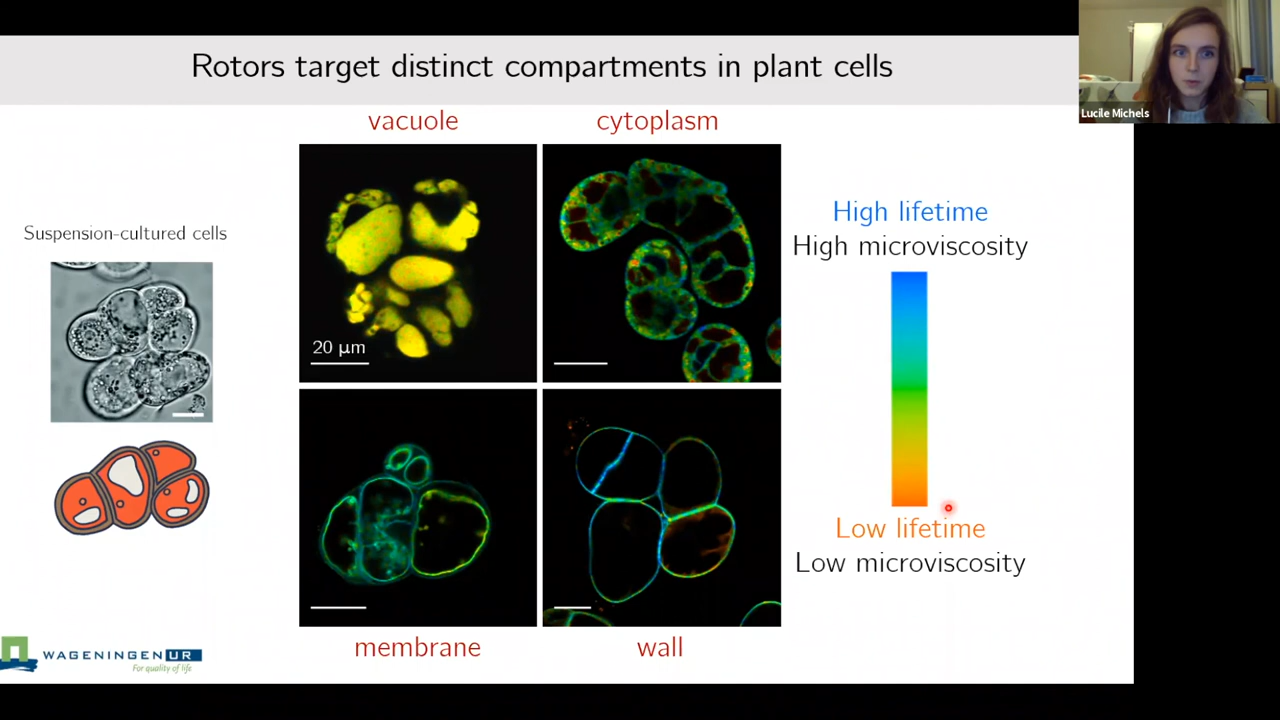 Rotors target distinct compartments in plant cells
Lucile Michels
vacuole
cytoplasm
Suspension-cultured cells
20 μm
High lifetime
High microviscosity
Low lifetime
Low microviscosity
membrane
wall
WAGENINGEN UR
For quality of life